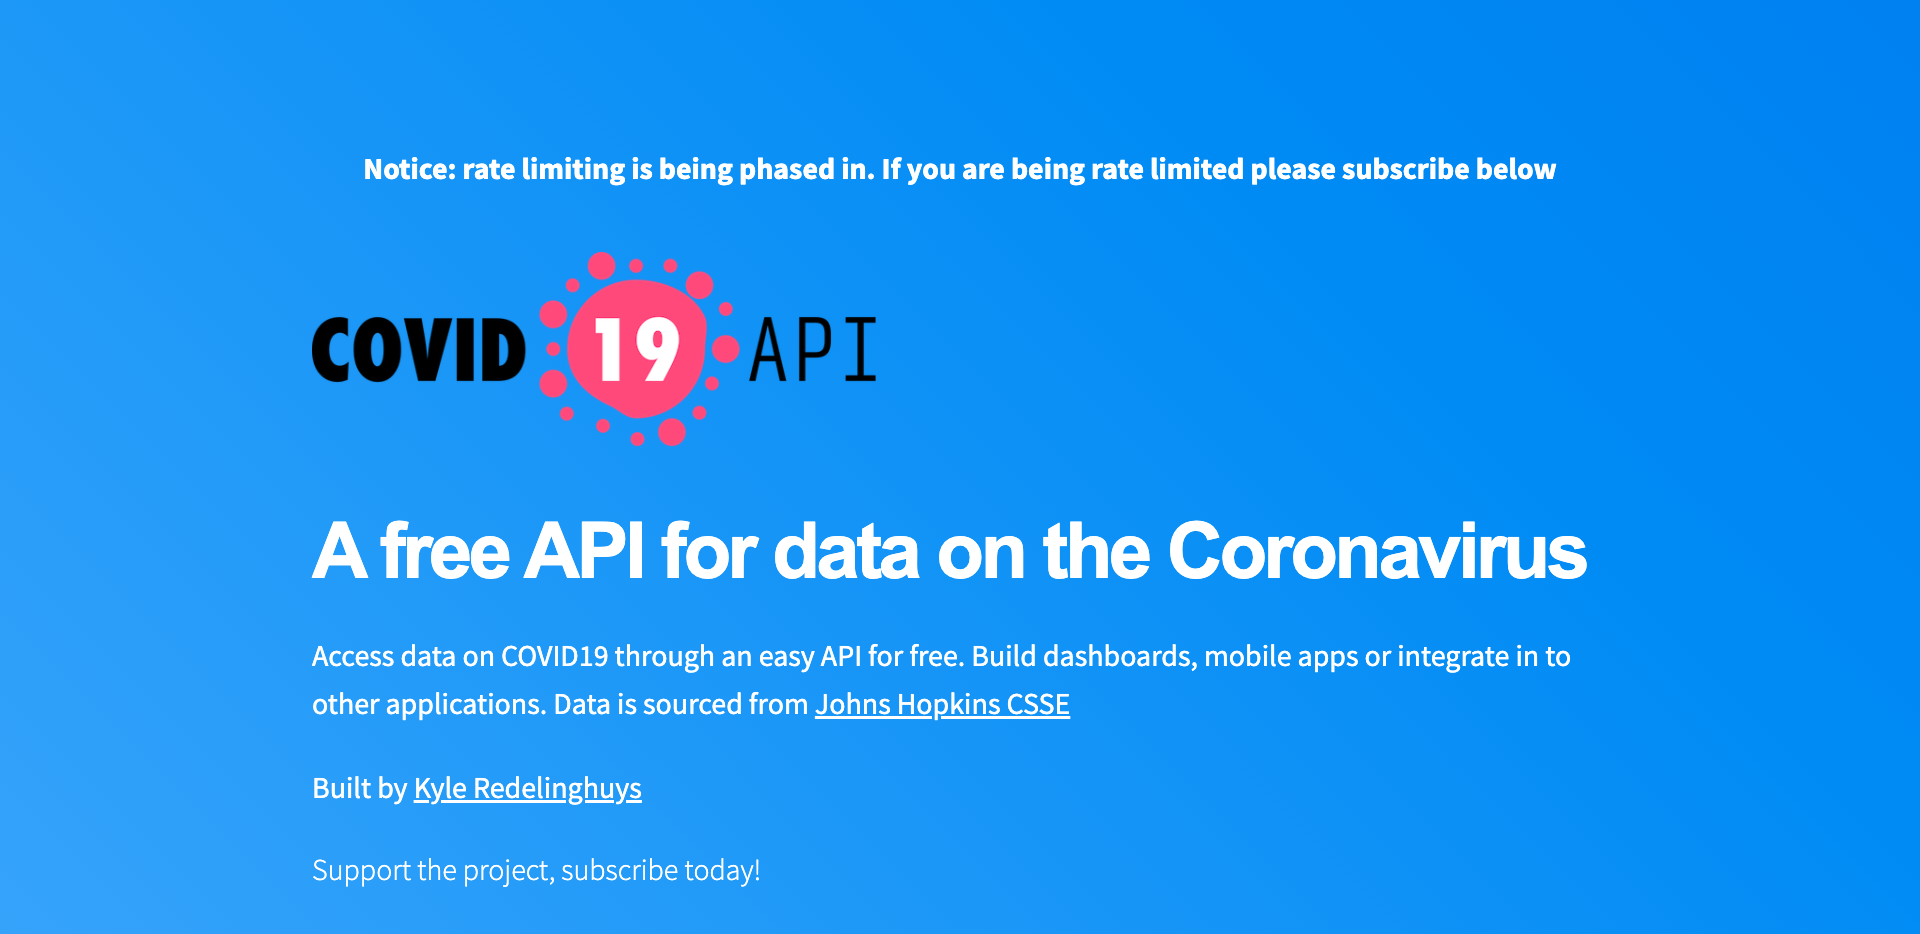 Notice: rate limiting is being phased in. If you are being rate limited please subscribe below
COVID 19 API
A free API for data on the Coronavirus
Access data on COVID19 through an easy API for free. Build dashboards, mobile apps or integrate in to
other applications. Data is sourced from Johns Hopkins CSSE
Built by Kyle Redelinghuys
Support the project, subscribe today!